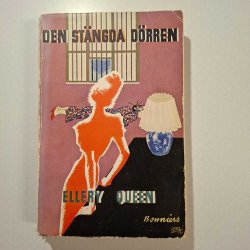 DEN STÄNGDA DÖRREN
ELLERY QUEEN
Bonniers